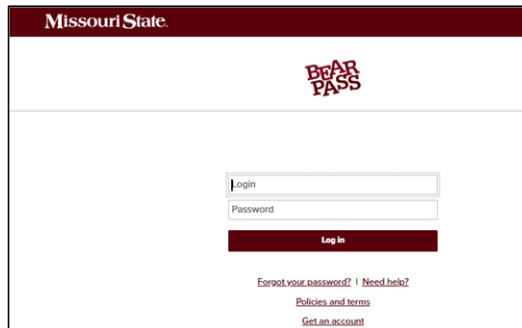 Missouri State.
BEAR
PASS
Login
Password
Log in
Forgot your password? | Need help?
Policies and terms
Get an account